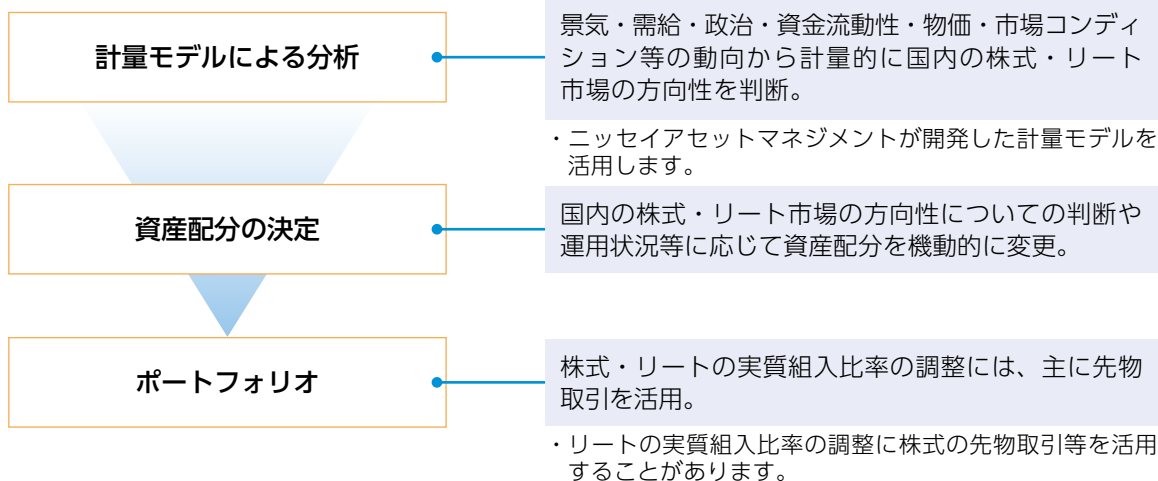 計量モデルによる分析
景気・需給・政治・資金流動性・物価・市場コンディ
ション等の動向から計量的に国内の株式・リート
市場の方向性を判断。
・ニッセイアセットマネジメントが開発した計量モデルを
活用します。
資産配分の決定
国内の株式・リート市場の方向性についての判断や
運用状況等に応じて資産配分を機動的に変更。
ポートフォリオ
株式・リートの実質組入比率の調整には、主に先物
取引を活用。
・リートの実質組入比率の調整に株式の先物取引等を活用
することがあります。